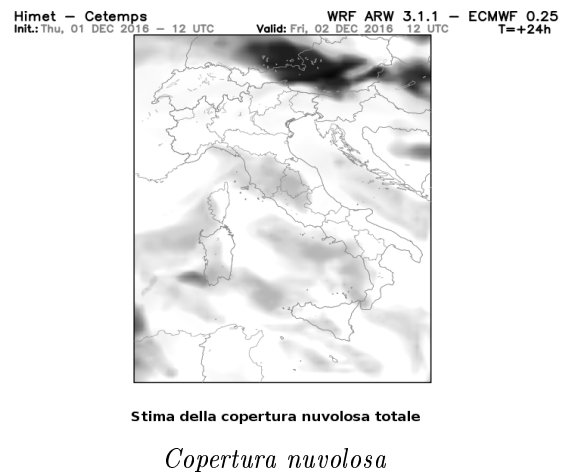 Himet – Cetemps WRF ARW 3.1.1 – ECMWF 0.25
Init.: Thu, 01 DEC 2016 – 12 UTC Valid: Fri, 02 DEC 2016 12 UTC T=+24h
Stima della copertura nuvolosa totale
Copertura nuvolosa